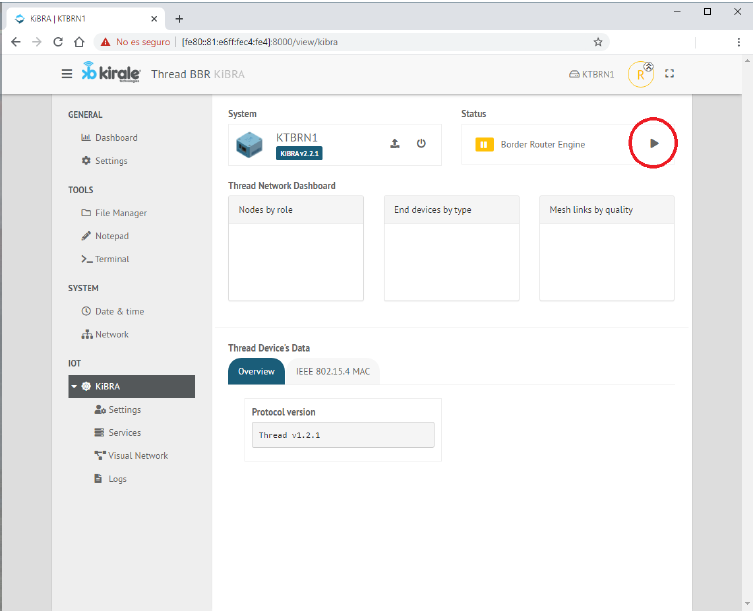 KiBRA | KTBRN1
No es seguro | [fe80::81:e6ff:fec4:fe4]:8000/view/kibra
kirale
technologies
Thread BBR KiBRA
KTBRN1
R
GENERAL
Dashboard
Settings
TOOLS
File Manager
Notepad
Terminal
SYSTEM
Date & time
Network
IOT
KiBRA
Settings
Services
Visual Network
Logs
System
KTBRN1
KIBRA v2.2.1
Status
Border Router Engine
Thread Network Dashboard
Nodes by role
End devices by type
Mesh links by quality
Thread Device's Data
Overview
IEEE 802.15.4 MAC
Protocol version
Thread v1.2.1